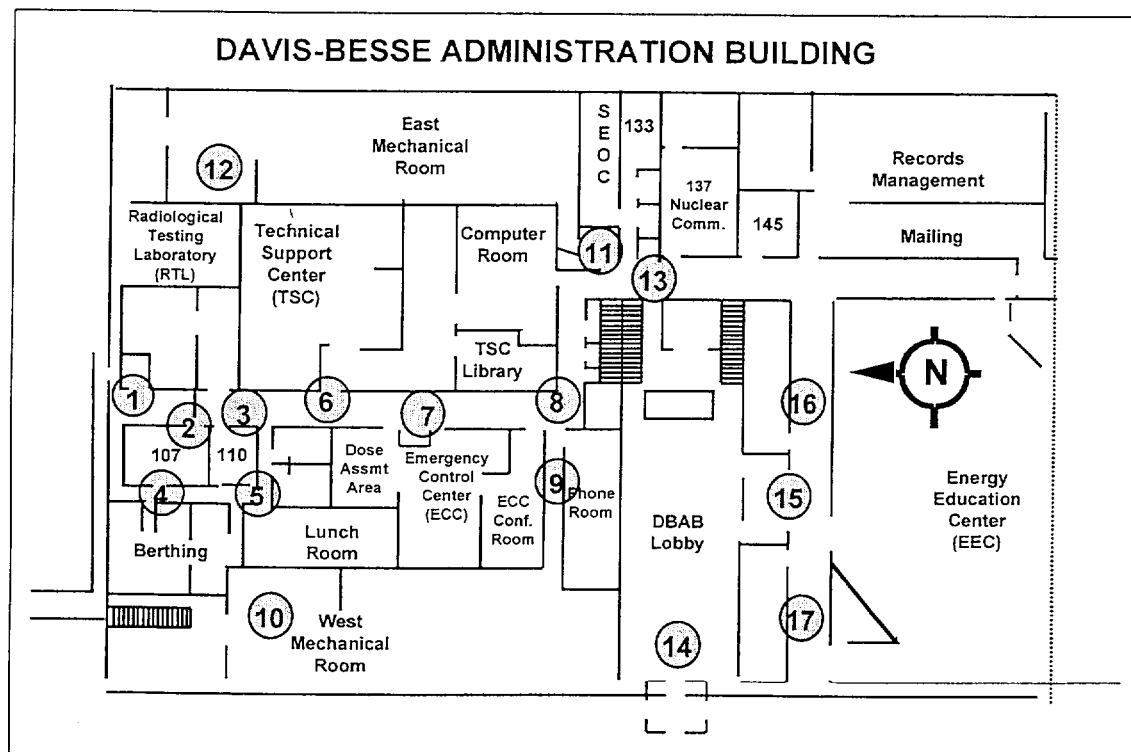 DAVIS-BESSE ADMINISTRATION BUILDING
East
Mechanical
Room
S
E
O
C
133
137
Nuclear
Comm.
145
Records
Management
Mailing
12
Radiological
Testing
Laboratory
(RTL)
Technical
Support
Center
(TSC)
Computer
Room
11
13
TSC
Library
N
1
2
3
6
7
8
16
107
110
Dose
Assmt
Area
Emergency
Control
Center
(ECC)
ECC
Conf.
Room
9
Phone
Room
4
5
15
DBAB
Lobby
Energy
Education
Center
(EEC)
Berthing
Lunch
Room
10
West
Mechanical
Room
14
17